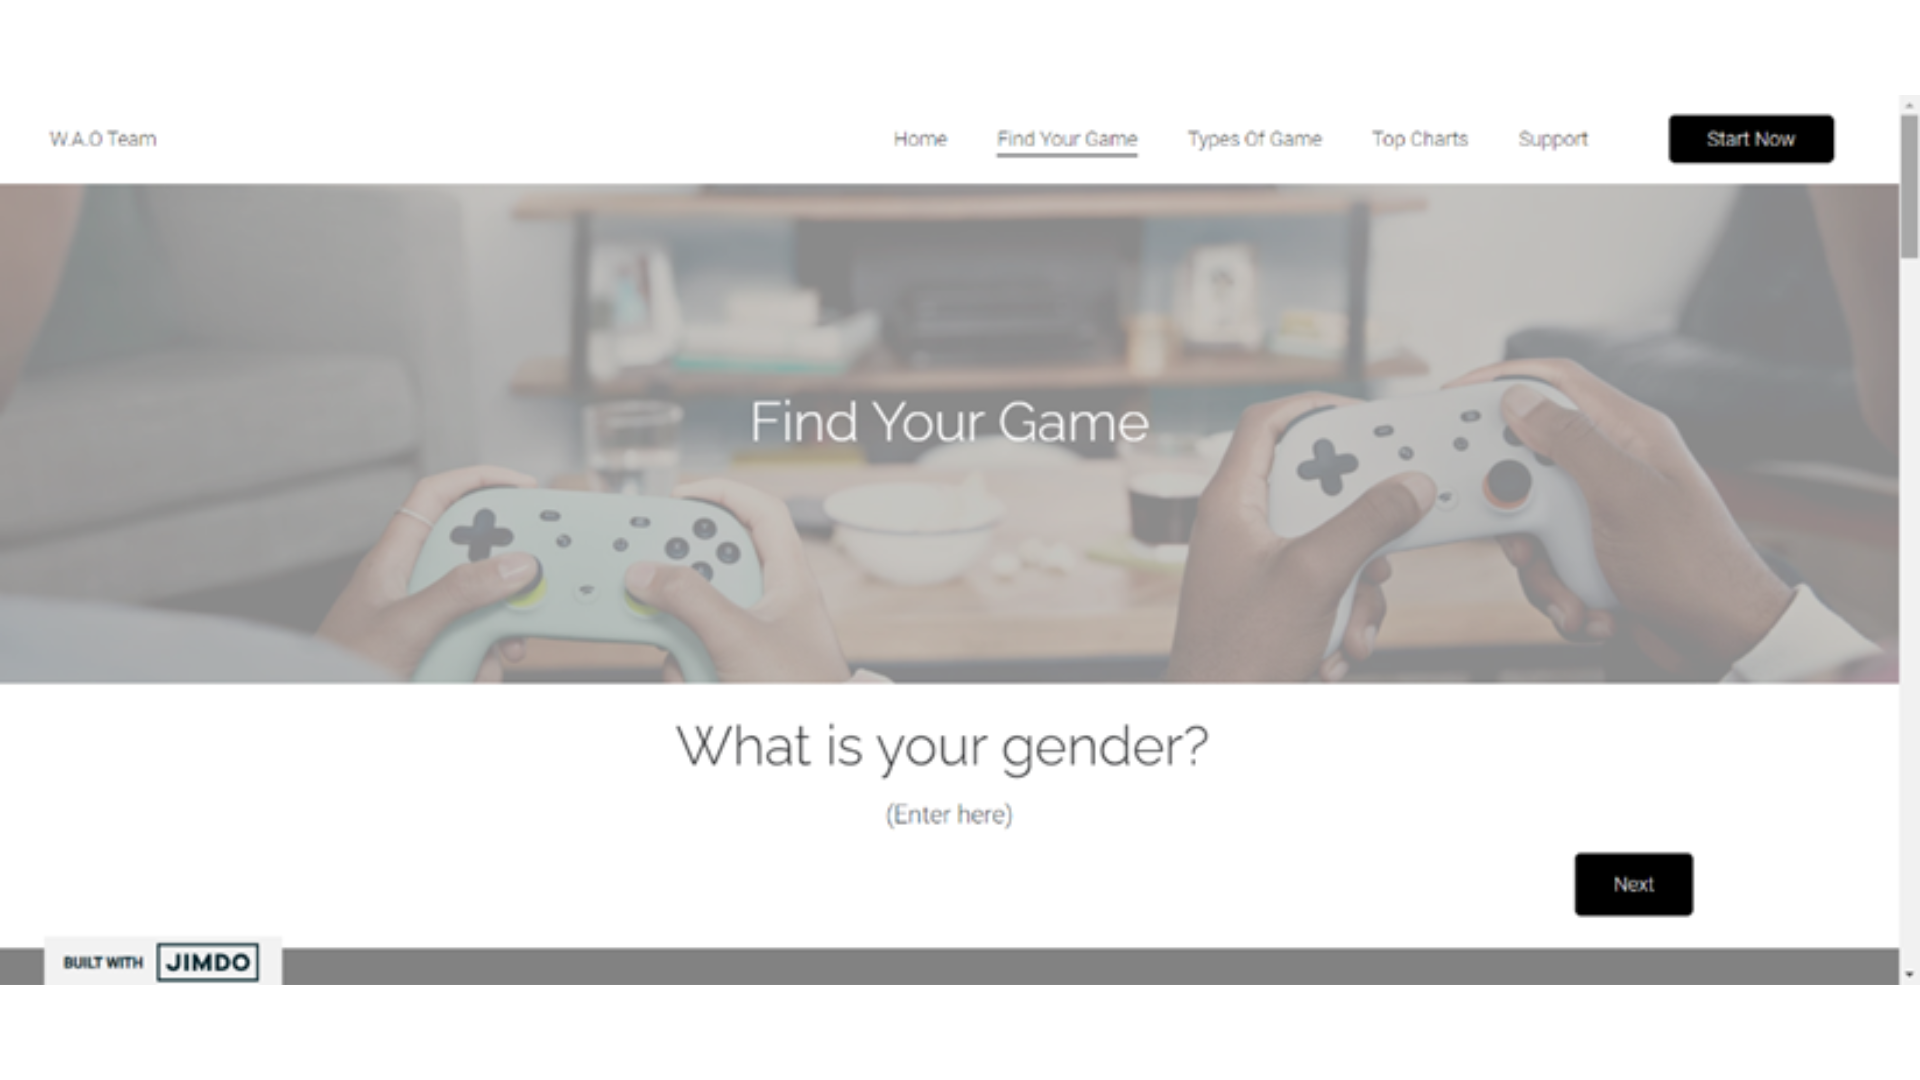 W.A.O Team
Home Find Your Game Types Of Game Top Charts Support Start Now
Find Your Game
What is your gender?
(Enter here)
Next
BUILT WITH JIMDO